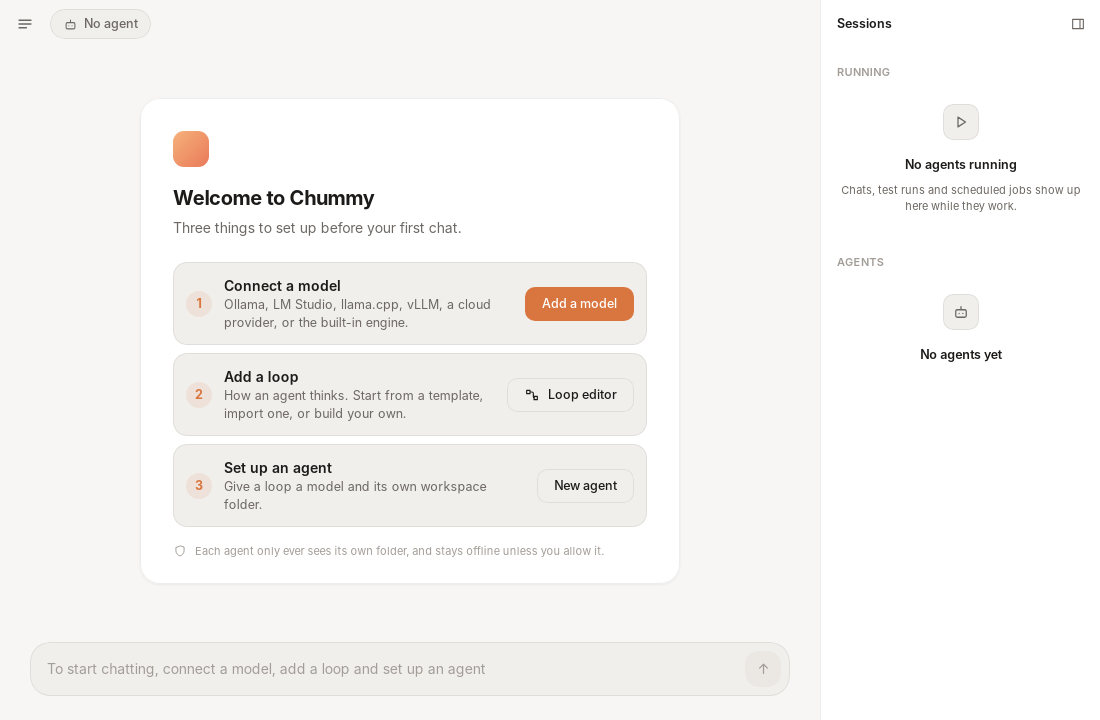 No agent
Welcome to Chummy
Three things to set up before your first chat.
1
Connect a model
Ollama, LM Studio, llama.cpp, vLLM, a cloud
provider, or the built-in engine.
Add a model
2
Add a loop
How an agent thinks. Start from a template,
import one, or build your own.
Loop editor
3
Set up an agent
Give a loop a model and its own workspace
folder.
New agent
Each agent only ever sees its own folder, and stays offline unless you allow it.
To start chatting, connect a model, add a loop and set up an agent
Sessions
RUNNING
No agents running
Chats, test runs and scheduled jobs show up
here while they work.
AGENTS
No agents yet